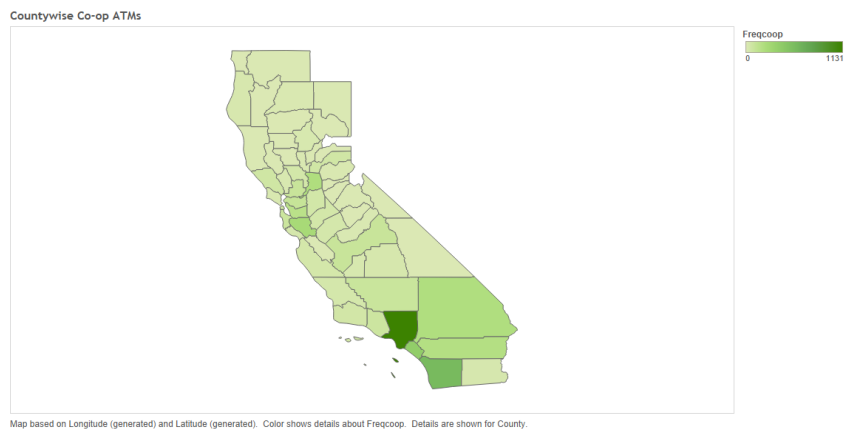 Countywise Co-op ATMs
Freqcoop
0 1131
Map based on Longitude (generated) and Latitude (generated). Color shows details about Freqcoop. Details are shown for County.